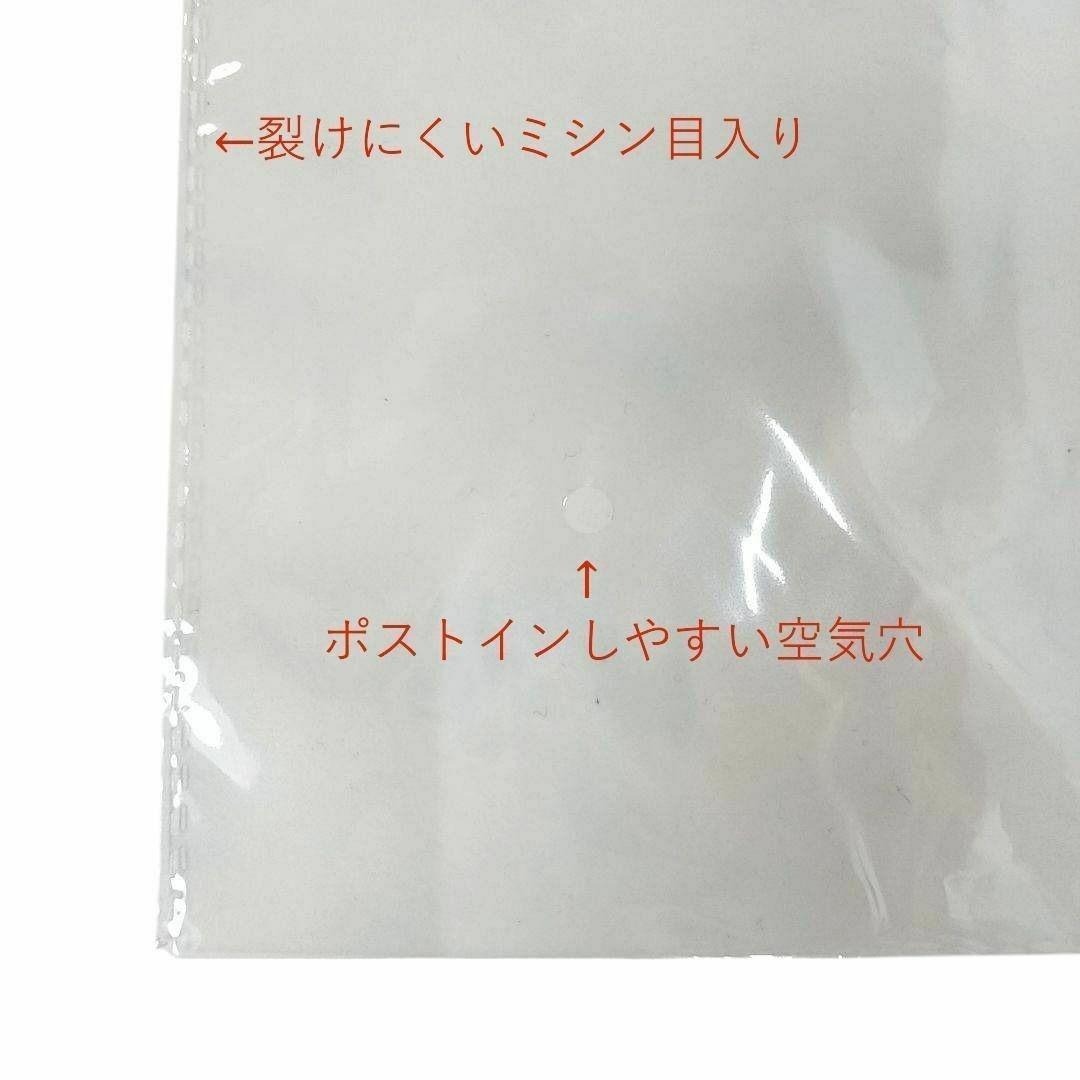 ←裂けにくいミシン目入り
↑
ポストインしやすい空気穴